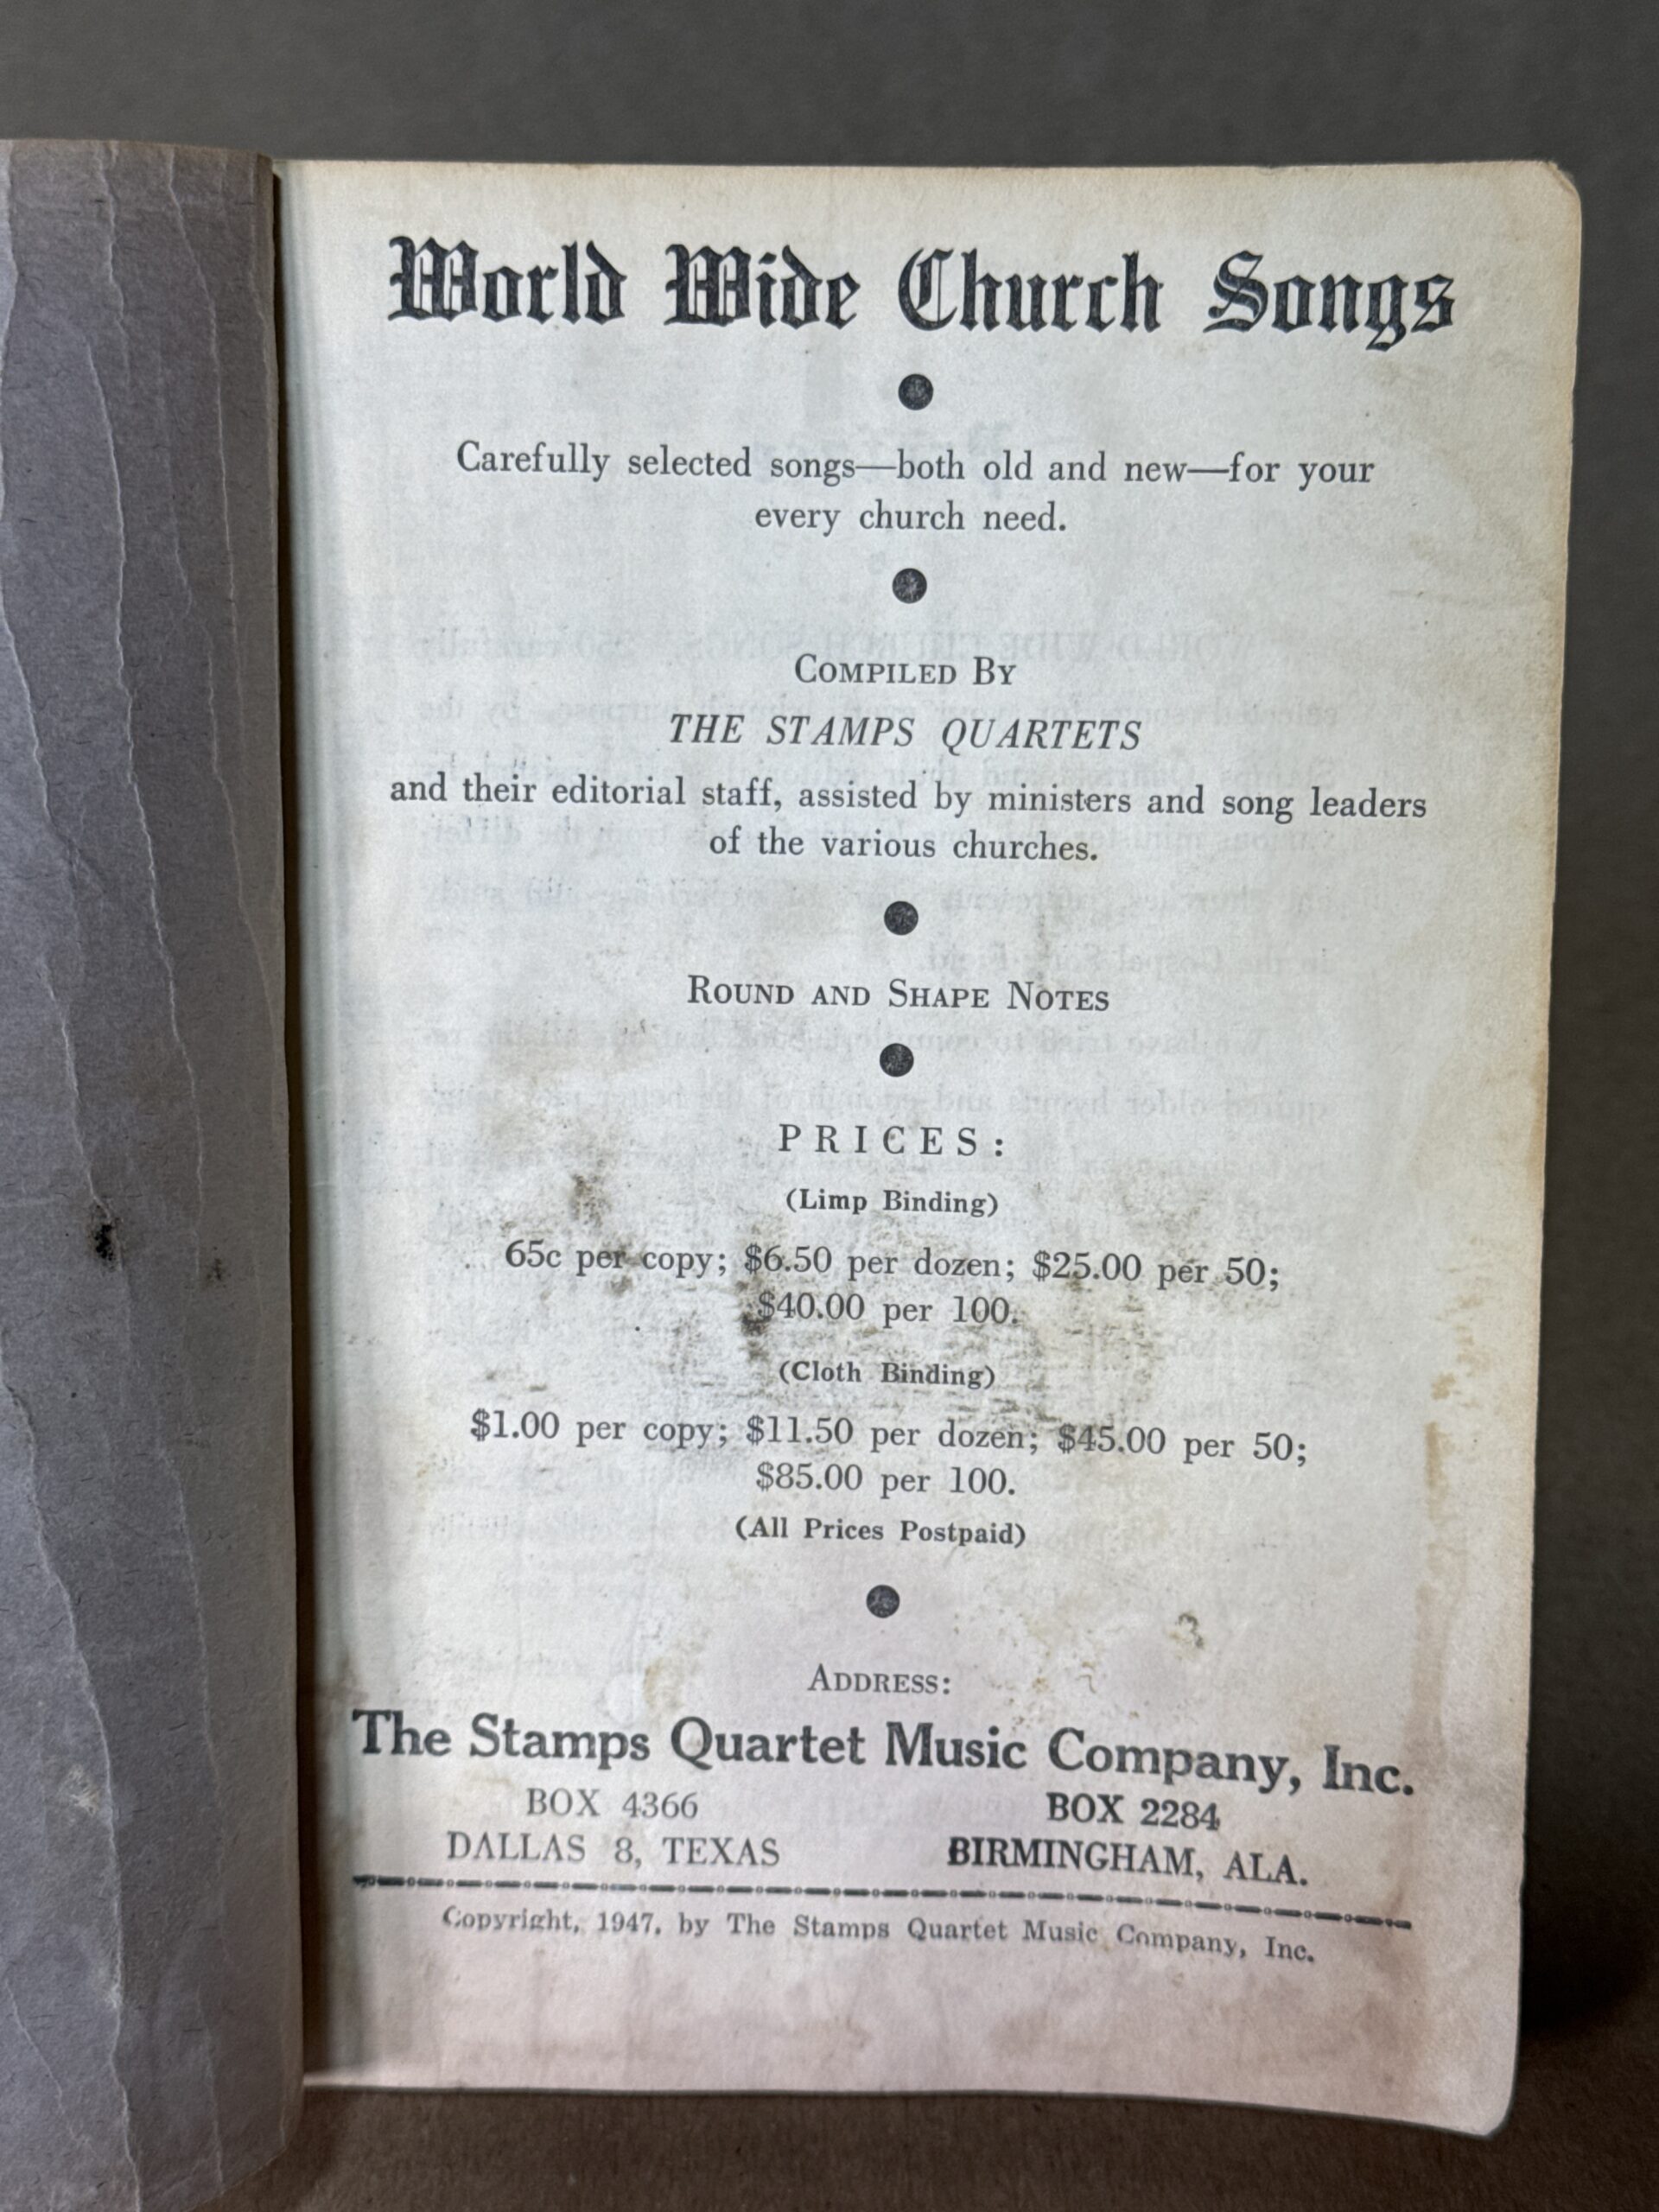 World Wide Church Songs
Carefully selected songs—both old and new—for your
every church need.
COMPILED BY
THE STAMPS QUARTETS
and their editorial staff, assisted by ministers and song leaders
of the various churches.
ROUND AND SHAPE NOTES
PRICES:
(Limp Binding)
65c per copy; $6.50 per dozen; $25.00 per 50;
$40.00 per 100.
(Cloth Binding)
$1.00 per copy; $11.50 per dozen; $45.00 per 50;
$85.00 per 100.
(All Prices Postpaid)
ADDRESS:
The Stamps Quartet Music Company, Inc.
BOX 4366 BOX 2284
DALLAS 8, TEXAS BIRMINGHAM, ALA.
Copyright, 1947, by The Stamps Quartet Music Company, Inc.